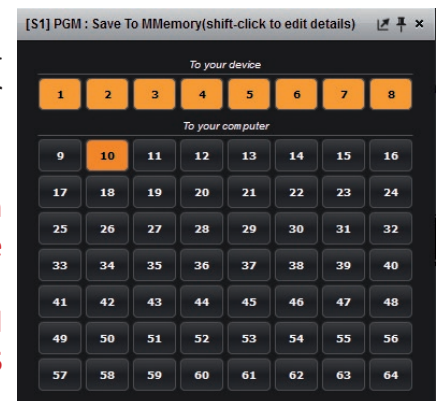 [S1] PGM : Save To MMemory(shift-click to edit details)
To your device
1 2 3 4 5 6 7 8
To your computer
9 10 11 12 13 14 15 16
17 18 19 20 21 22 23 24
25 26 27 28 29 30 31 32
33 34 35 36 37 38 39 40
41 42 43 44 45 46 47 48
49 50 51 52 53 54 55 56
57 58 59 60 61 62 63 64